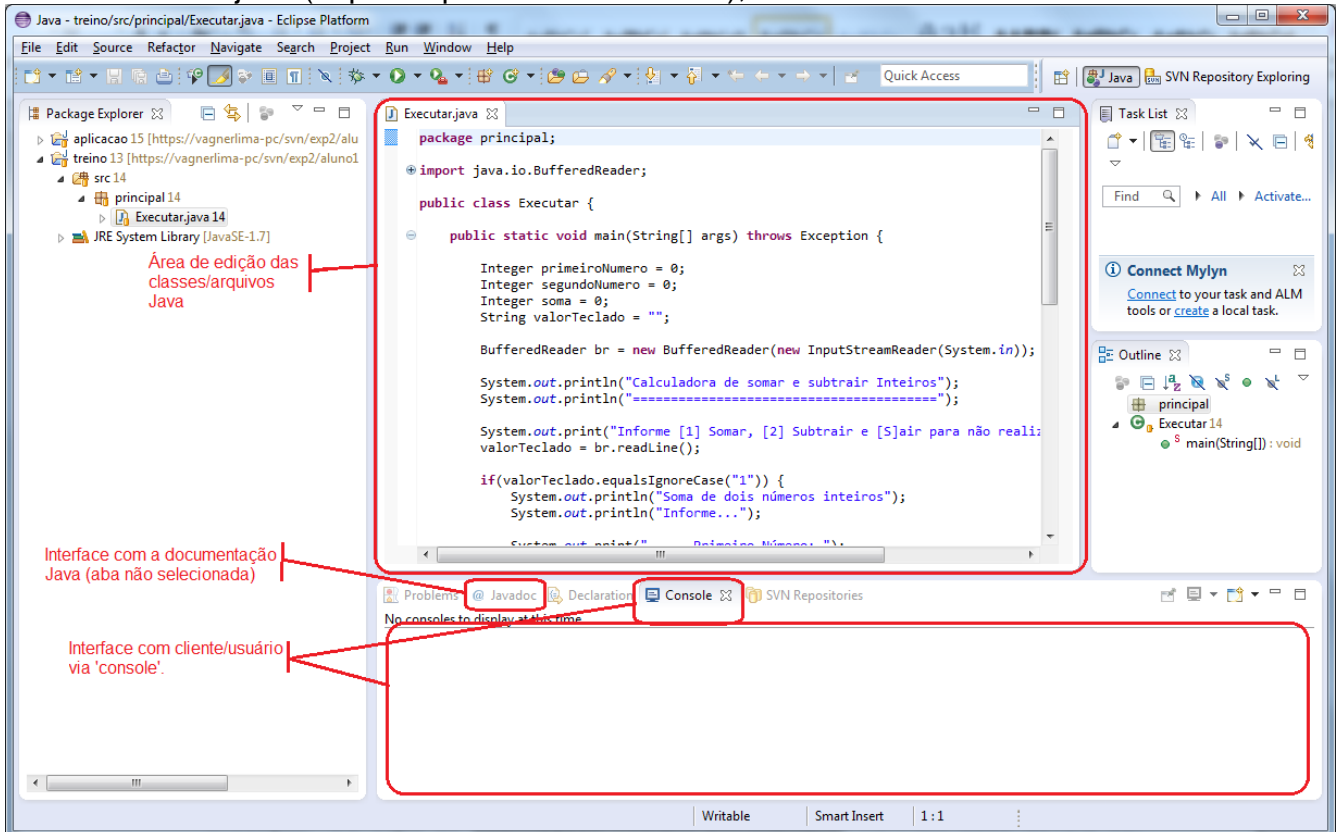 Java - treino/src/principal/Executar.java - Eclipse Platform
File Edit Source Refactor Navigate Search Project Run Window Help
Quick Access
Java
SVN Repository Exploring
Package Explorer
aplicacao 15 [https://vagnerlima-pc/svn/exp2/alu
treino 13 [https://vagnerlima-pc/svn/exp2/aluno1
src 14
principal 14
Executar.java 14
JRE System Library [JavaSE-1.7]
Área de edição das
classes/arquivos
Java
Interface com a documentação
Java (aba não selecionada)
Interface com cliente/usuário
via 'console'.
Executar.java
package principal;
import java.io.BufferedReader;
public class Executar {
public static void main(String[] args) throws Exception {
Integer primeiroNumero = 0;
Integer segundoNumero = 0;
Integer soma = 0;
String valorTeclado = "";
BufferedReader br = new BufferedReader(new InputStreamReader(System.in));
System.out.println("Calculadora de somar e subtrair Inteiros");
System.out.println("========================================");
System.out.print("Informe [1] Somar, [2] Subtrair e [S]air para não realiz
valorTeclado = br.readLine();
if(valorTeclado.equalsIgnoreCase("1")) {
System.out.println("Soma de dois números inteiros");
System.out.println("Informe...");
System.out.print("... Primeiro Número: ");
Task List
Find All Activate...
Connect Mylyn
Connect to your task and ALM
tools or create a local task.
Outline
principal
Executar 14
main(String[]) : void
Problems @ Javadoc Declaration Console SVN Repositories
No consoles to display at this time.
Writable Smart Insert 1 : 1